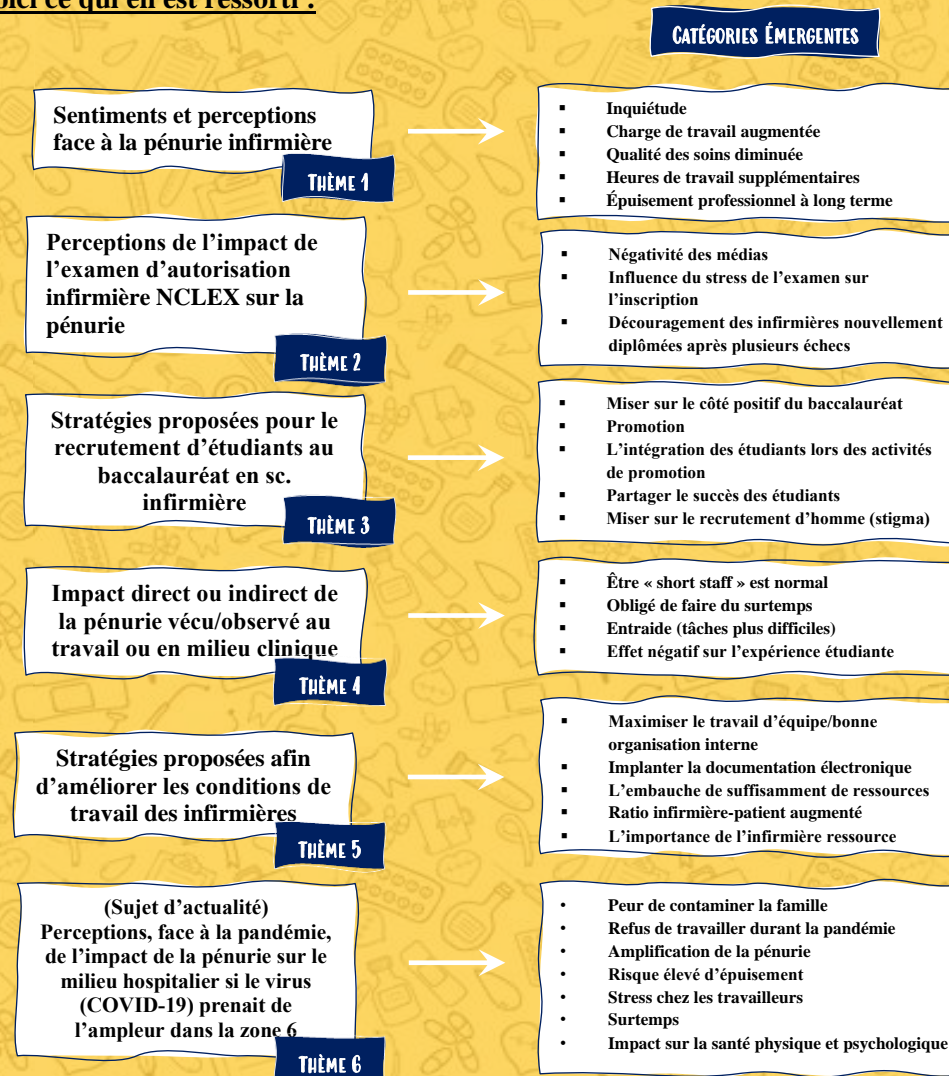 ici ce qui en est ressorti :
CATÉGORIES ÉMERGENTES
Sentiments et perceptions
face à la pénurie infirmière
THÈME 1
▪ Inquiétude
▪ Charge de travail augmentée
▪ Qualité des soins diminuée
▪ Heures de travail supplémentaires
▪ Épuisement professionnel à long terme
Perceptions de l’impact de
l’examen d’autorisation
infirmière NCLEX sur la
pénurie
THÈME 2
▪ Négativité des médias
▪ Influence du stress de l’examen sur
l’inscription
▪ Découragement des infirmières nouvellement
diplômées après plusieurs échecs
Stratégies proposées pour le
recrutement d’étudiants au
baccalauréat en sc.
infirmière
THÈME 3
▪ Miser sur le côté positif du baccalauréat
▪ Promotion
▪ L’intégration des étudiants lors des activités
de promotion
▪ Partager le succès des étudiants
▪ Miser sur le recrutement d’homme (stigma)
Impact direct ou indirect de
la pénurie vécu/observé au
travail ou en milieu clinique
THÈME 4
▪ Être « short staff » est normal
▪ Obligé de faire du surtemps
▪ Entraide (tâches plus difficiles)
▪ Effet négatif sur l’expérience étudiante
Stratégies proposées afin
d’améliorer les conditions de
travail des infirmières
THÈME 5
▪ Maximiser le travail d’équipe/bonne
organisation interne
▪ Implanter la documentation électronique
▪ L’embauche de suffisamment de ressources
▪ Ratio infirmière-patient augmenté
▪ L’importance de l’infirmière ressource
(Sujet d’actualité)
Perceptions, face à la pandémie,
de l’impact de la pénurie sur le
milieu hospitalier si le virus
(COVID-19) prenait de
l’ampleur dans la zone 6
THÈME 6
• Peur de contaminer la famille
• Refus de travailler durant la pandémie
• Amplification de la pénurie
• Risque élevé d’épuisement
• Stress chez les travailleurs
• Surtemps
• Impact sur la santé physique et psychologique